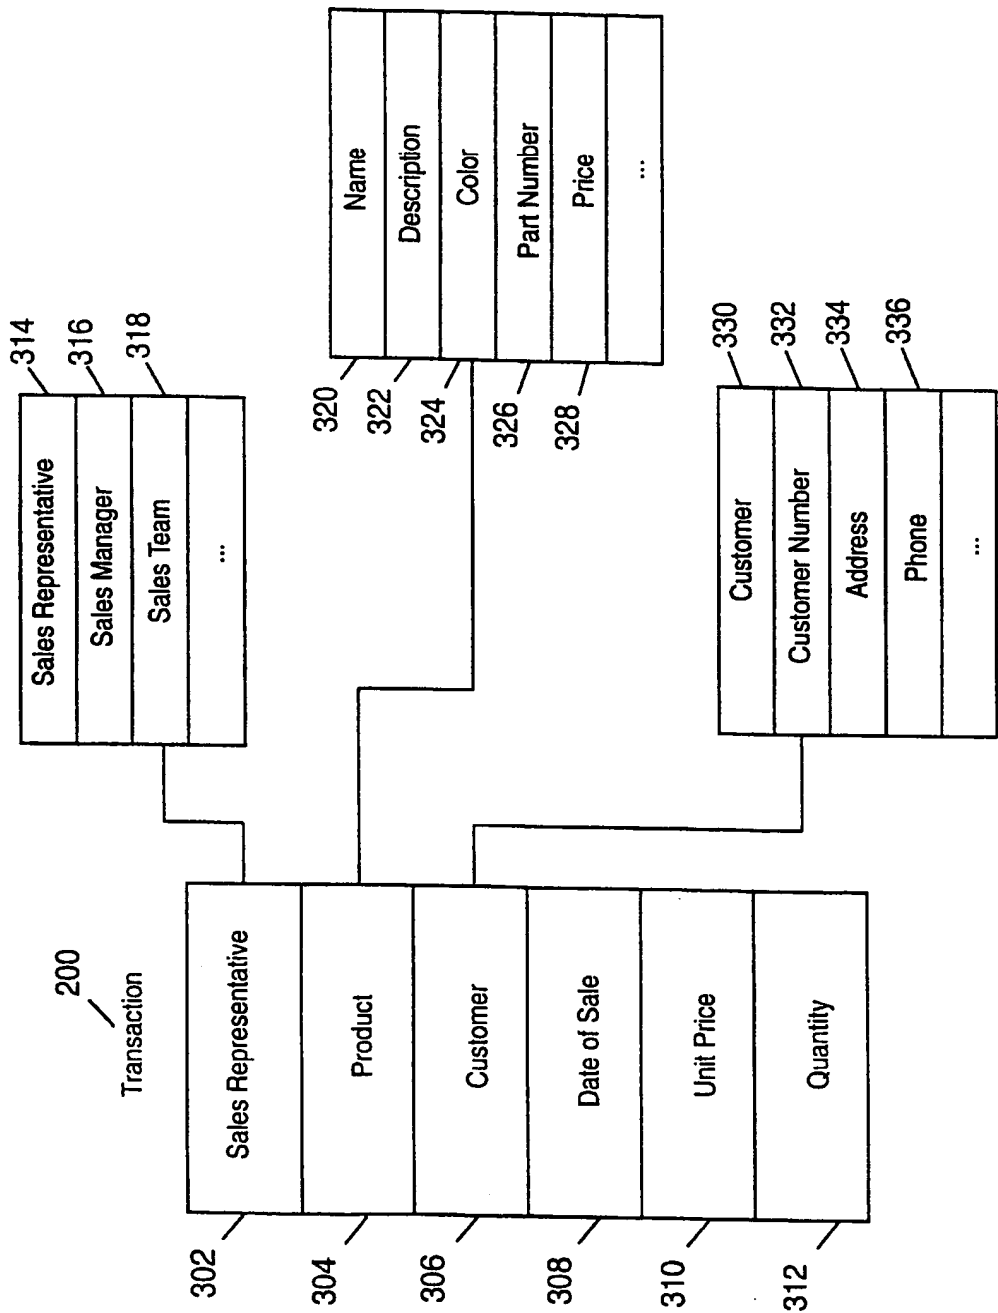 200
Transaction
302
Sales Representative
304
Product
306
Customer
308
Date of Sale
310
Unit Price
312
Quantity
Sales Representative
314
Sales Manager
316
Sales Team
318
...
320
Name
322
Description
324
Color
326
Part Number
328
Price
...
Customer
330
Customer Number
332
Address
334
Phone
336
...